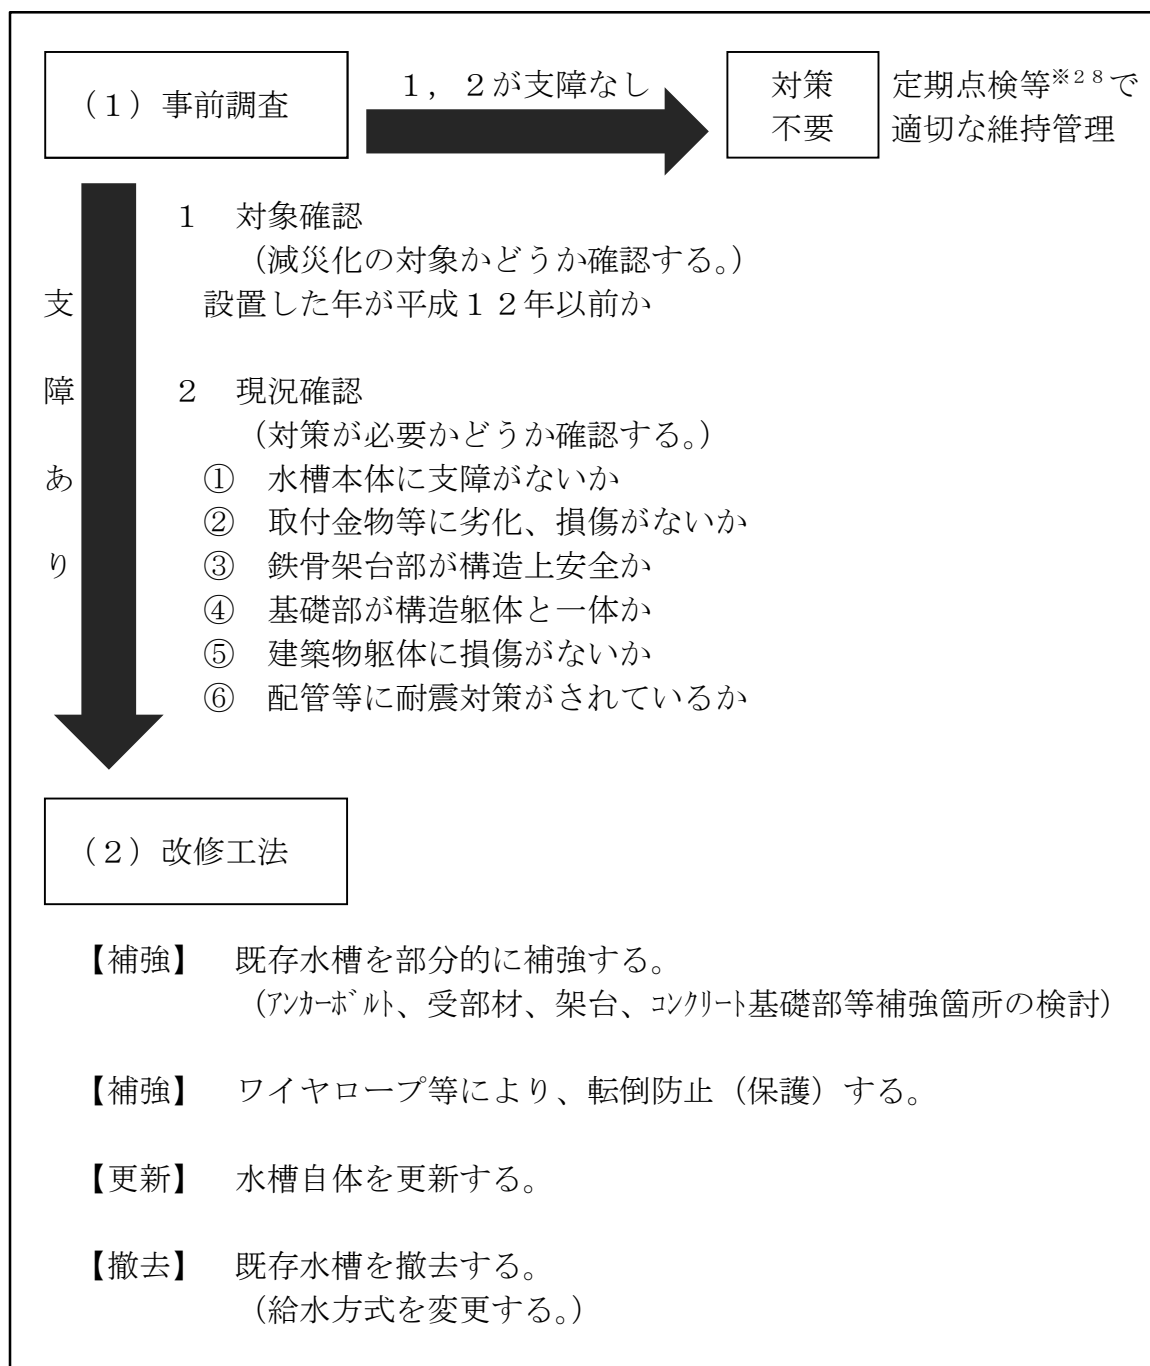 （１）事前調査
１，２が支障なし
対策
不要
定期点検等※２８で
適切な維持管理
支障あり
１　対象確認
（減災化の対象かどうか確認する。）
設置した年が平成１２年以前か
２　現況確認
（対策が必要かどうか確認する。）
①　水槽本体に支障がないか
②　取付金物等に劣化、損傷がないか
③　鉄骨架台部が構造上安全か
④　基礎部が構造躯体と一体か
⑤　建築物躯体に損傷がないか
⑥　配管等に耐震対策がされているか
（２）改修工法
【補強】　既存水槽を部分的に補強する。
（ｱﾝｶｰﾎﾞﾙﾄ、受部材、架台、ｺﾝｸﾘｰﾄ基礎部等補強箇所の検討）
【補強】　ワイヤロープ等により、転倒防止（保護）する。
【更新】　水槽自体を更新する。
【撤去】　既存水槽を撤去する。
（給水方式を変更する。）